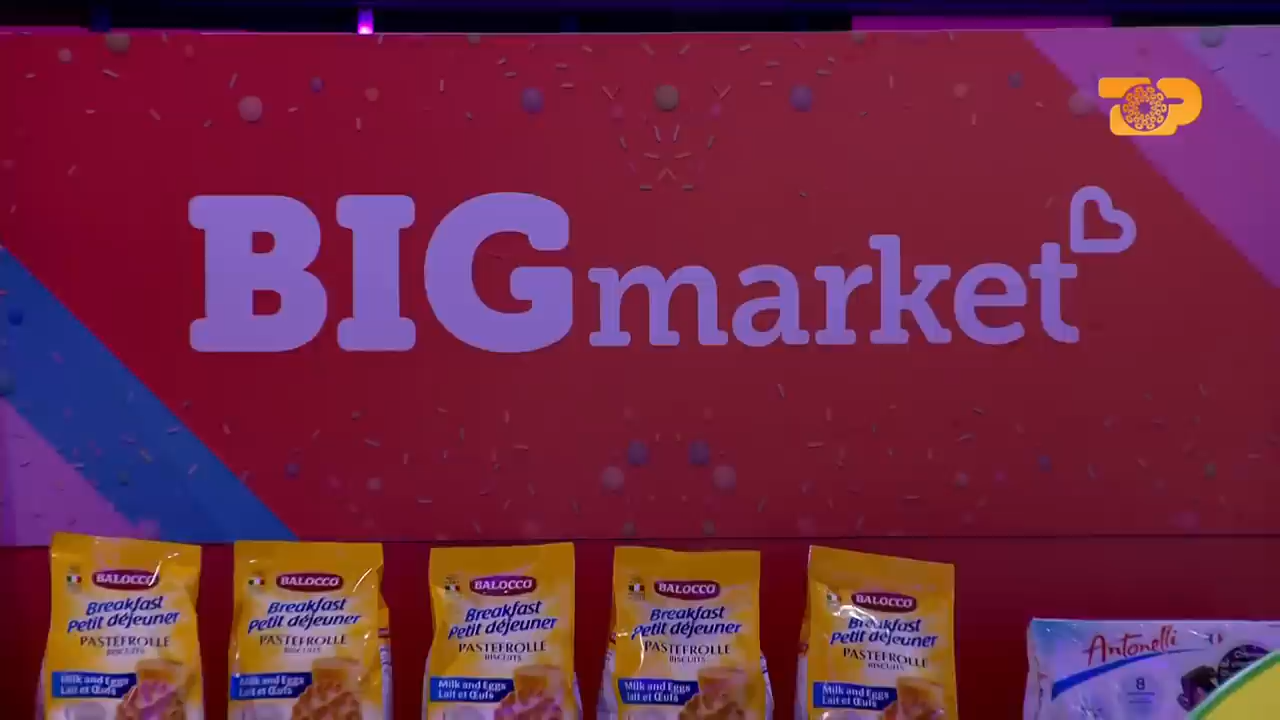 BIGmarket
BALOCCO
Breakfast
Petit déjeuner
PASTEFROLLE
BISCUITS
Milk and Eggs
Lait et Œufs
BALOCCO
Breakfast
Petit déjeuner
PASTEFROLLE
BISCUITS
Milk and Eggs
Lait et Œufs
BALOCCO
Breakfast
Petit déjeuner
PASTEFROLLE
BISCUITS
Milk and Eggs
Lait et Œufs
BALOCCO
Breakfast
Petit déjeuner
PASTEFROLLE
BISCUITS
Milk and Eggs
Lait et Œufs
BALOCCO
Breakfast
Petit déjeuner
PASTEFROLLE
BISCUITS
Milk and Eggs
Lait et Œufs
Antonelli
8